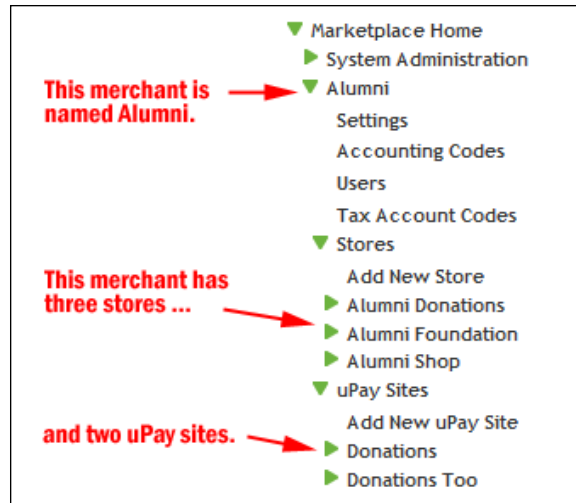 Marketplace Home
System Administration
This merchant is
named Alumni.
Alumni
Settings
Accounting Codes
Users
Tax Account Codes
Stores
Add New Store
This merchant has
three stores ...
Alumni Donations
Alumni Foundation
Alumni Shop
uPay Sites
Add New uPay Site
and two uPay sites.
Donations
Donations Too